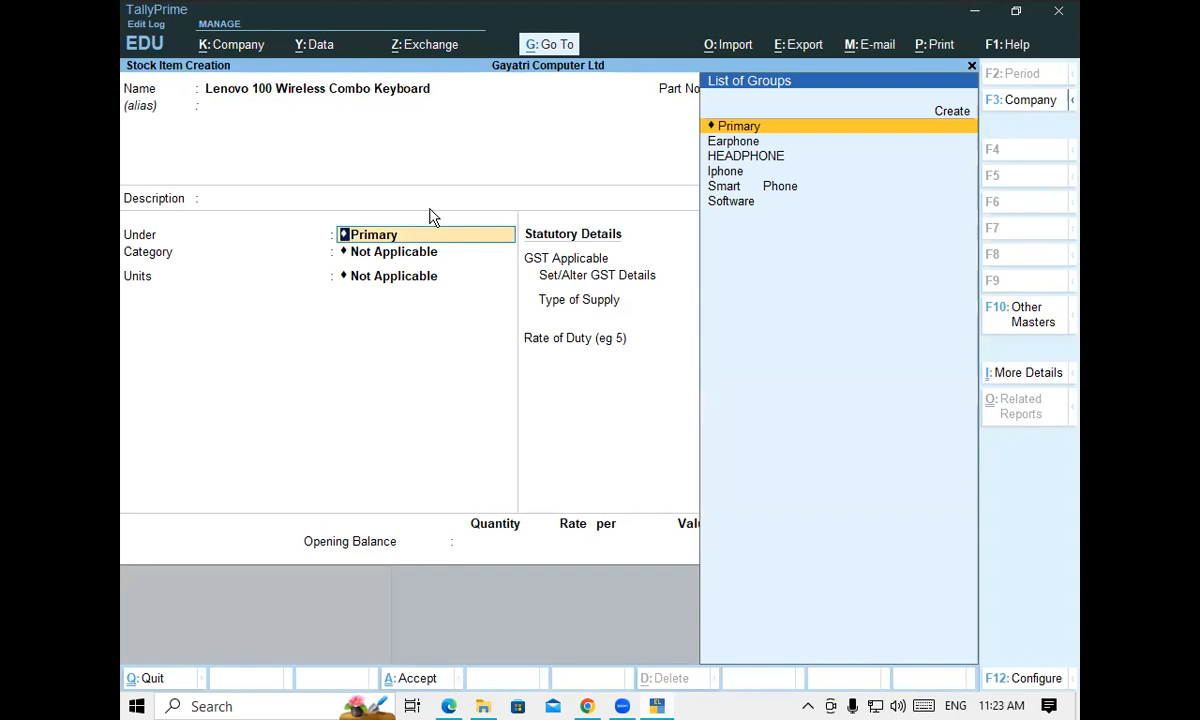 TallyPrime
Edit Log
MANAGE
EDU
K: Company
Y: Data
Z: Exchange
G: Go To
O: Import
E: Export
M: E-mail
P: Print
F1: Help
Stock Item Creation
Gayatri Computer Ltd
Name : Lenovo 100 Wireless Combo Keyboard
Part No
(alias) :
Description :
Under : ♦ Primary
Category : ♦ Not Applicable
Units : ♦ Not Applicable
Statutory Details
GST Applicable
Set/Alter GST Details
Type of Supply
Rate of Duty (eg 5)
Quantity Rate per Val
Opening Balance :
List of Groups
Create
♦ Primary
Earphone
HEADPHONE
Iphone
Smart Phone
Software
F2: Period
F3: Company
F4
F5
F6
F7
F8
F9
F10: Other
Masters
I: More Details
O: Related
Reports
Q: Quit
A: Accept
D: Delete
F12: Configure
Search
ENG
11:23 AM